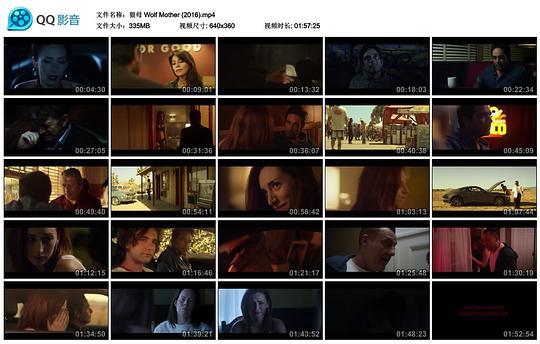 QQ影音
文件名称: 狼母 Wolf Mother (2016).mp4
文件大小: 335MB 视频尺寸: 640x360 视频时长: 01:57:25
OR GOOD
00:04:30 00:09:01 00:13:32 00:18:03 00:22:34
00:27:05 00:31:36 00:36:07 00:40:38 00:45:09
00:49:40 00:54:11 00:58:42 01:03:13 01:07:44
01:12:15 01:16:46 01:21:17 01:25:48 01:30:19
01:34:50 01:39:21 01:43:52 01:48:23 01:52:54
SPECIAL EFFECTS